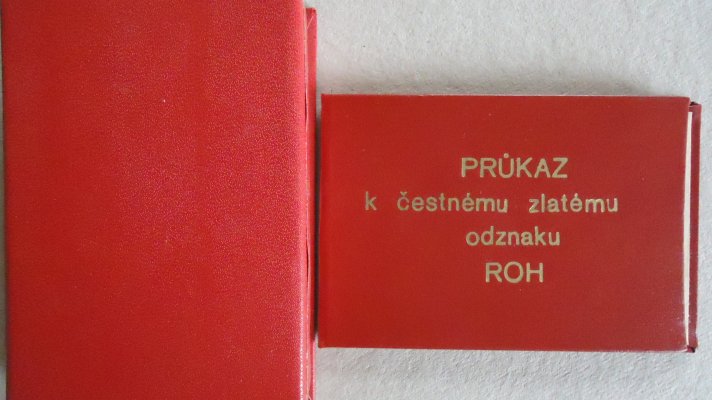 PRŮKAZ
k čestnému zlatému
odznaku
ROH